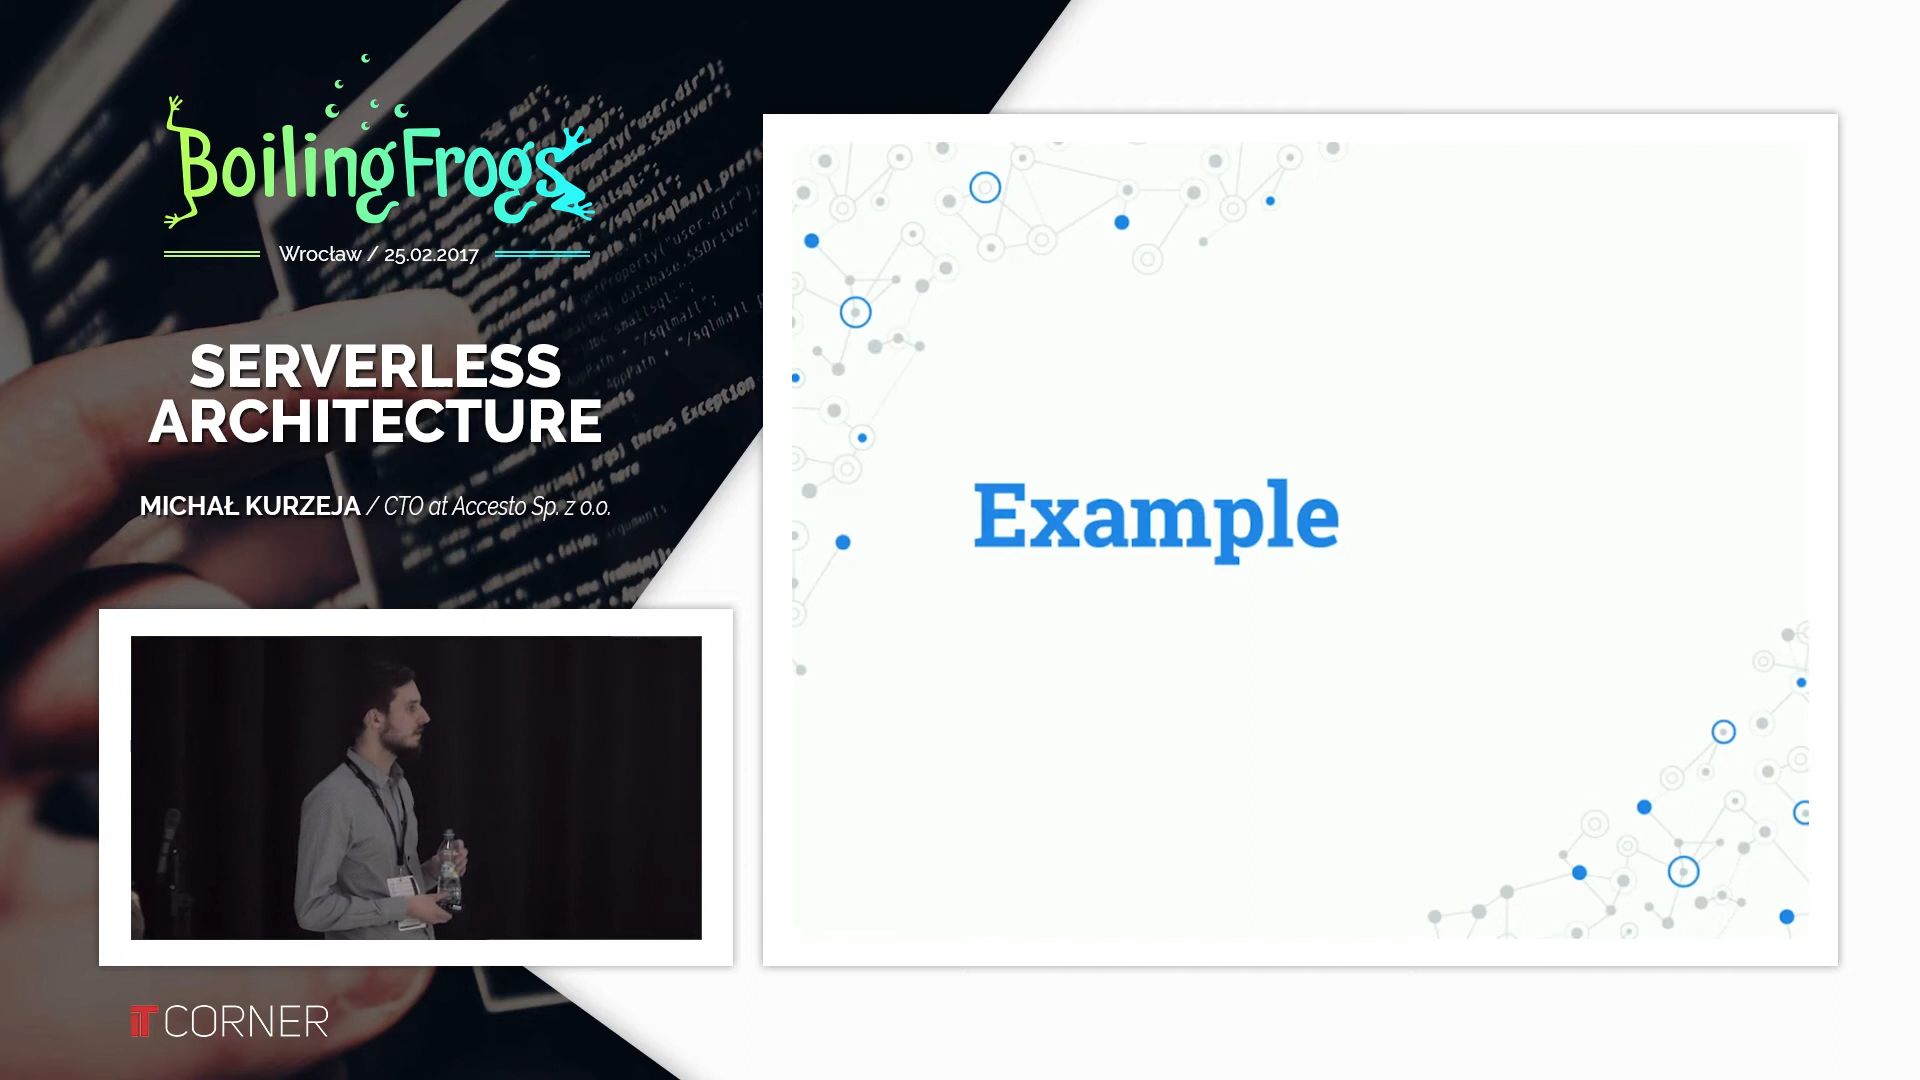 BoilingFrogs
Wrocław / 25.02.2017
SERVERLESS
ARCHITECTURE
MICHAŁ KURZEJA / CTO at Accesto Sp. z o.o.
Example
IT CORNER